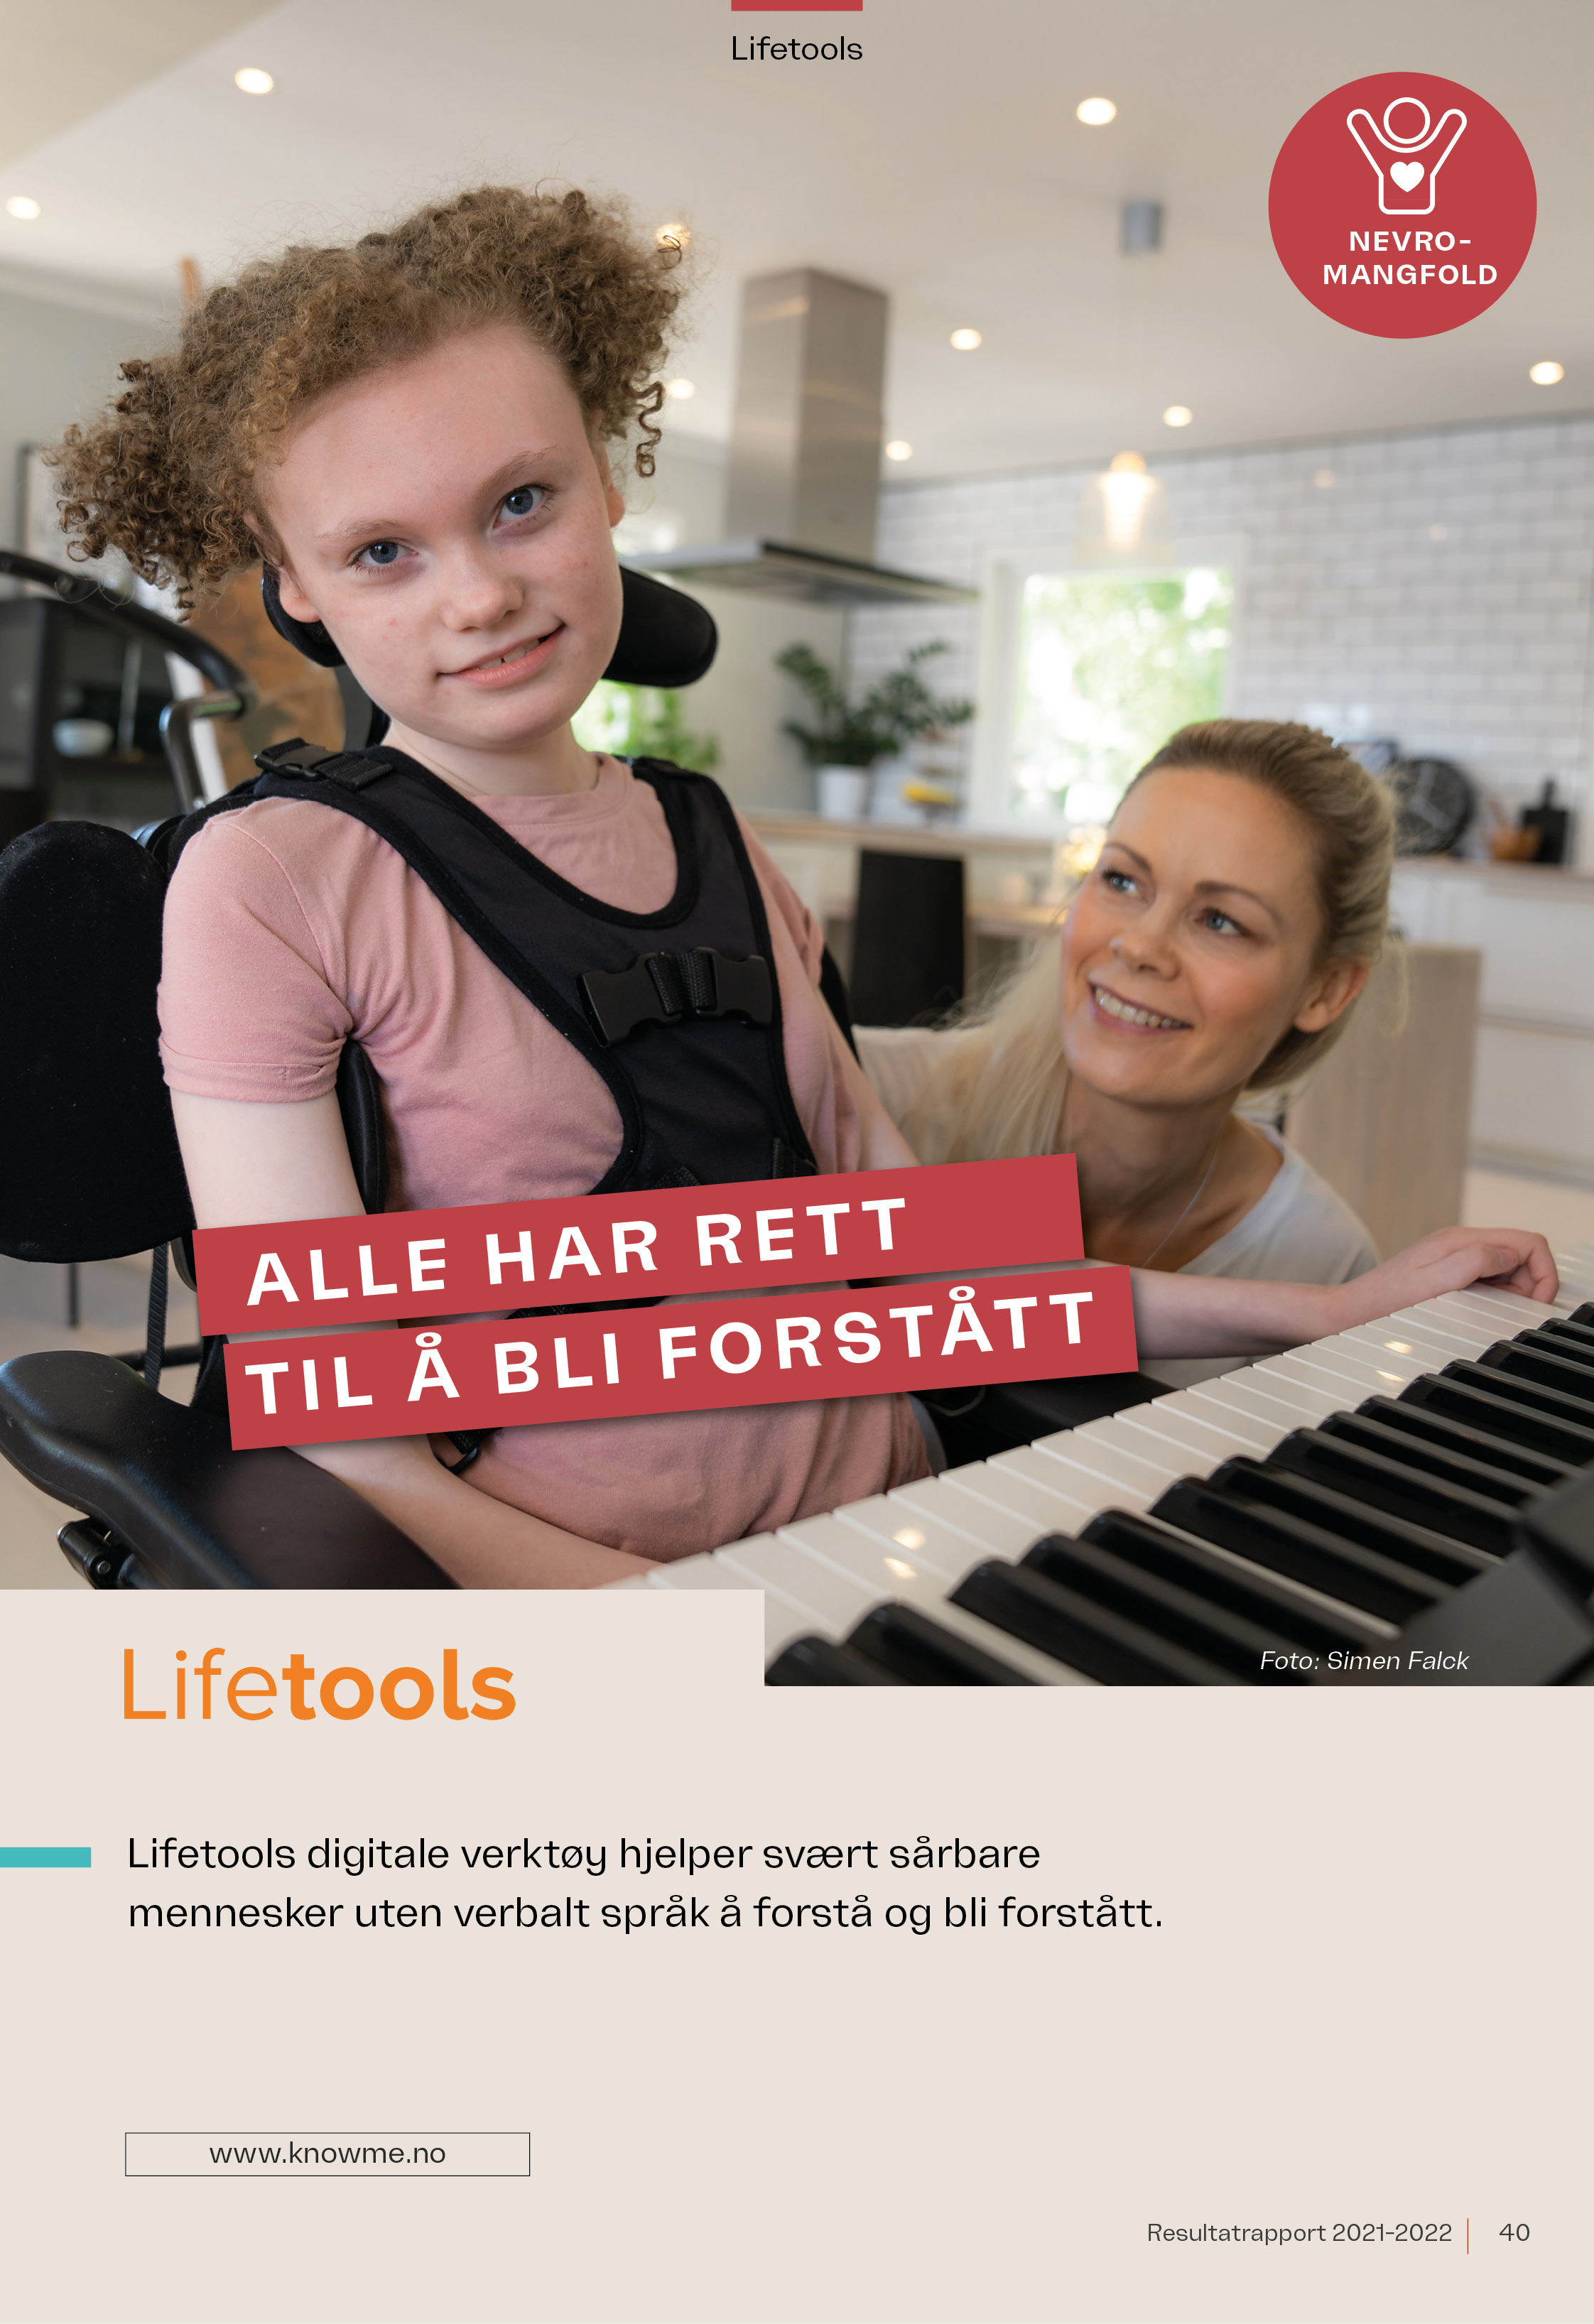 Lifetools
NEVRO-
MANGFOLD
ALLE HAR RETT
TIL Å BLI FORSTÅTT
Foto: Simen Falck
Lifetools
Lifetools digitale verktøy hjelper svært sårbare
mennesker uten verbalt språk å forstå og bli forstått.
www.knowme.no
Resultatrapport 2021-2022 | 40